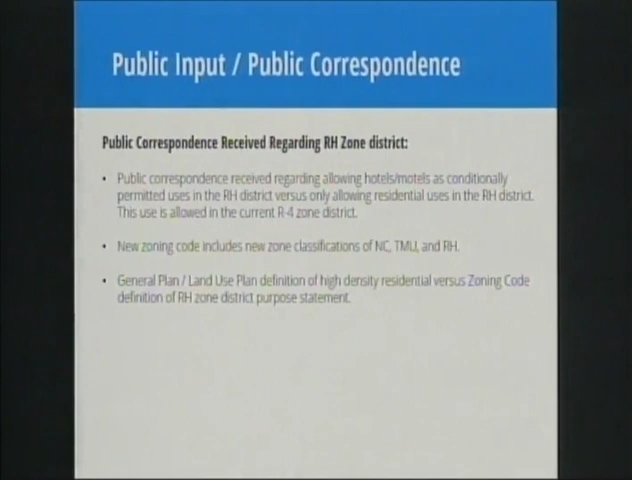 Public Input / Public Correspondence
Public Correspondence Received Regarding RH Zone district:
• Public correspondence received regarding allowing hotels/motels as conditionally
permitted uses in the RH district versus only allowing residential uses in the RH district.
This use is allowed in the current R-4 zone district.
• New zoning code includes new zone classifications of NC, TMU, and RH.
• General Plan / Land Use Plan definition of high density residential versus Zoning Code
definition of RH zone district purpose statement.